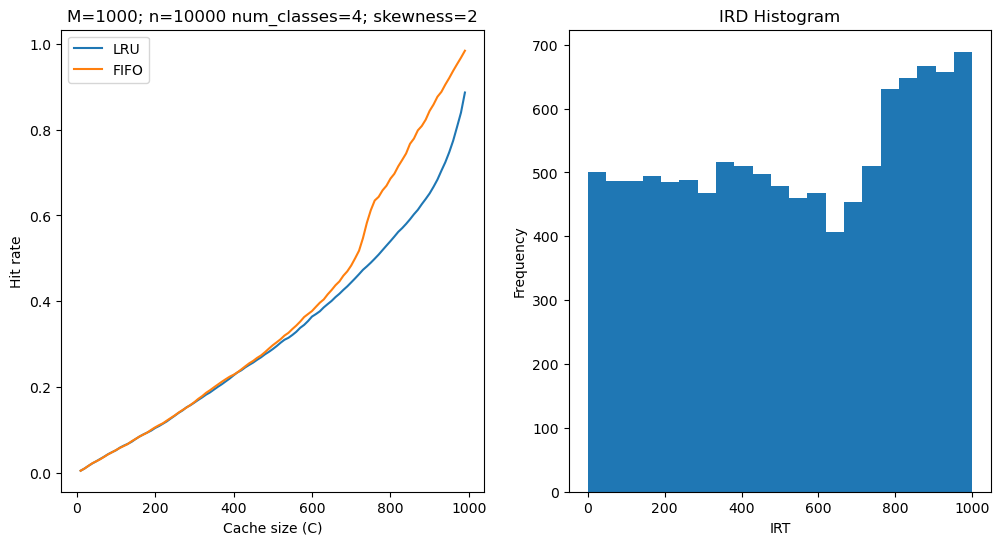 M=1000; n=10000 num_classes=4; skewness=2
LRU
FIFO
1.0
0.8
0.6
0.4
0.2
0.0
Hit rate
0 200 400 600 800 1000
Cache size (C)
IRD Histogram
700
600
500
400
300
200
100
0
Frequency
0 200 400 600 800 1000
IRT